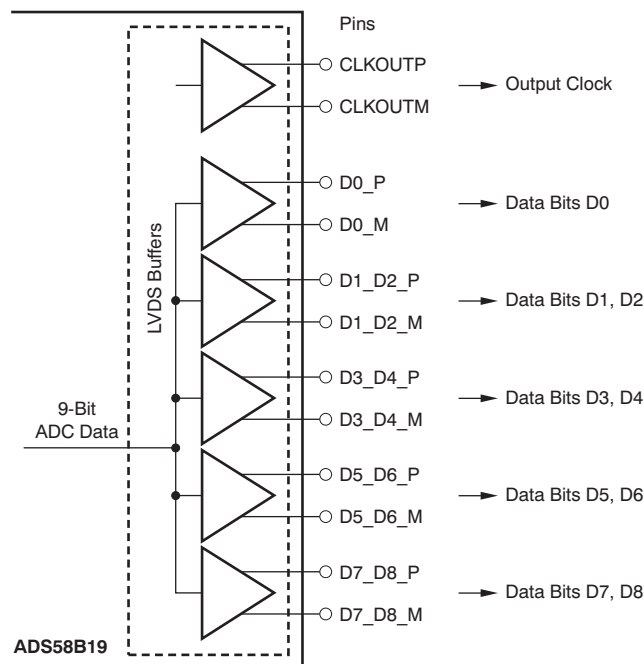 Pins
CLKOUTP
CLKOUTM
Output Clock
D0_P
D0_M
Data Bits D0
LVDS Buffers
D1_D2_P
D1_D2_M
Data Bits D1, D2
D3_D4_P
D3_D4_M
Data Bits D3, D4
9-Bit
ADC Data
D5_D6_P
D5_D6_M
Data Bits D5, D6
D7_D8_P
D7_D8_M
Data Bits D7, D8
ADS58B19